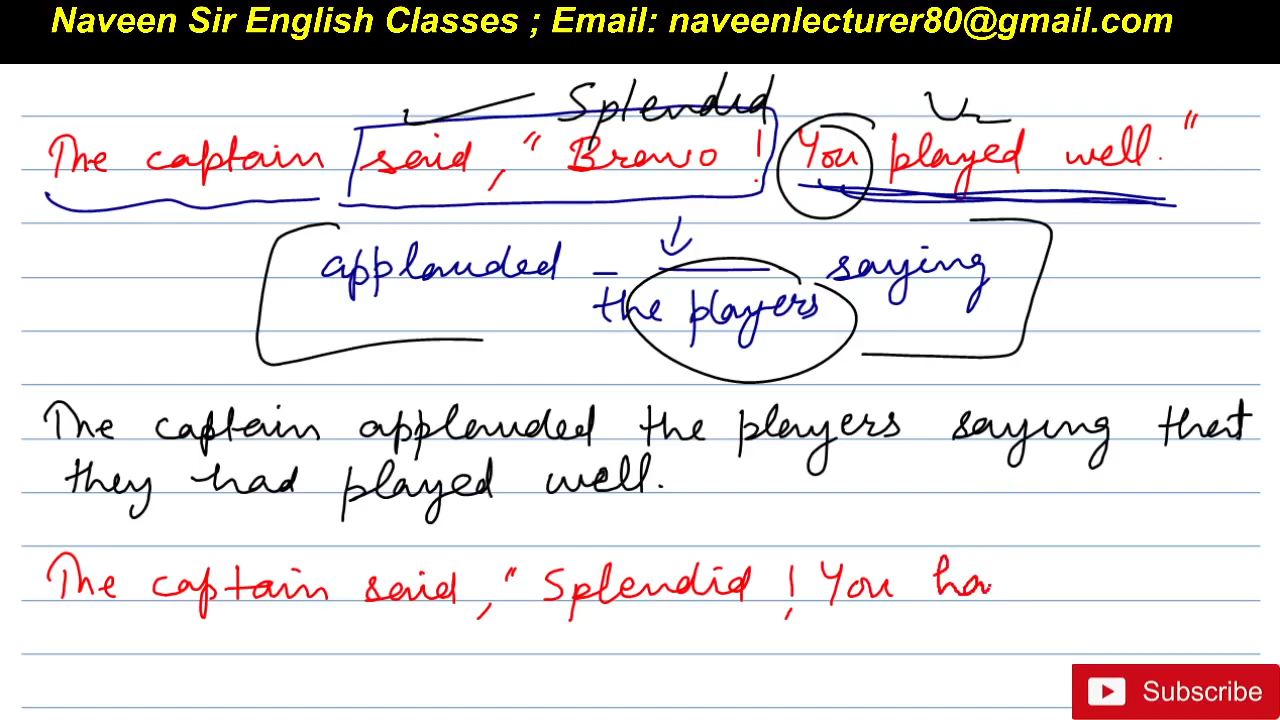 Naveen Sir English Classes ; Email: naveenlecturer80@gmail.com
Splendid V2
The captain said, "Bravo! You played well."
applauded - saying
the players
The captain applauded the players saying that
they had played well.
The captain said, "Splendid! You ha
Subscribe